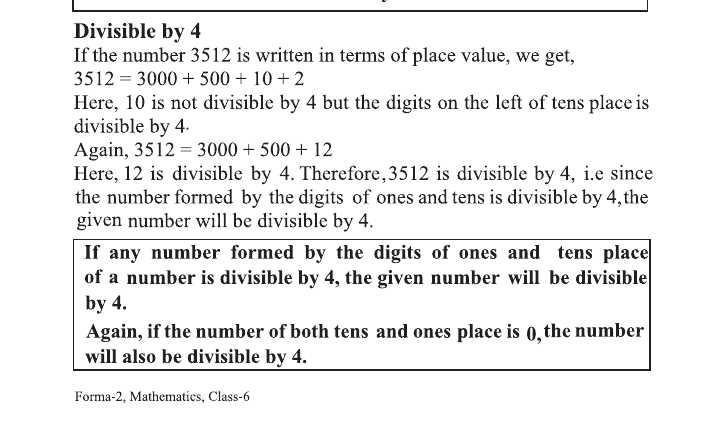 Divisible by 4
If the number 3512 is written in terms of place value, we get,
3512 = 3000 + 500 + 10 + 2
Here, 10 is not divisible by 4 but the digits on the left of tens place is
divisible by 4.
Again, 3512 = 3000 + 500 + 12
Here, 12 is divisible by 4. Therefore, 3512 is divisible by 4, i.e since
the number formed by the digits of ones and tens is divisible by 4, the
given number will be divisible by 4.
If any number formed by the digits of ones and tens place
of a number is divisible by 4, the given number will be divisible
by 4.
Again, if the number of both tens and ones place is 0, the number
will also be divisible by 4.
Forma-2, Mathematics, Class-6